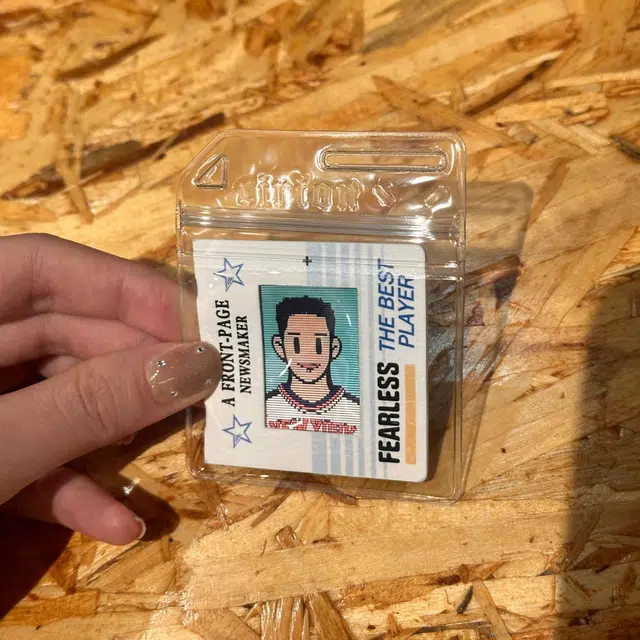 A FRONT-PAGE
NEWSMAKER
FEARLESS
THE BEST
PLAYER